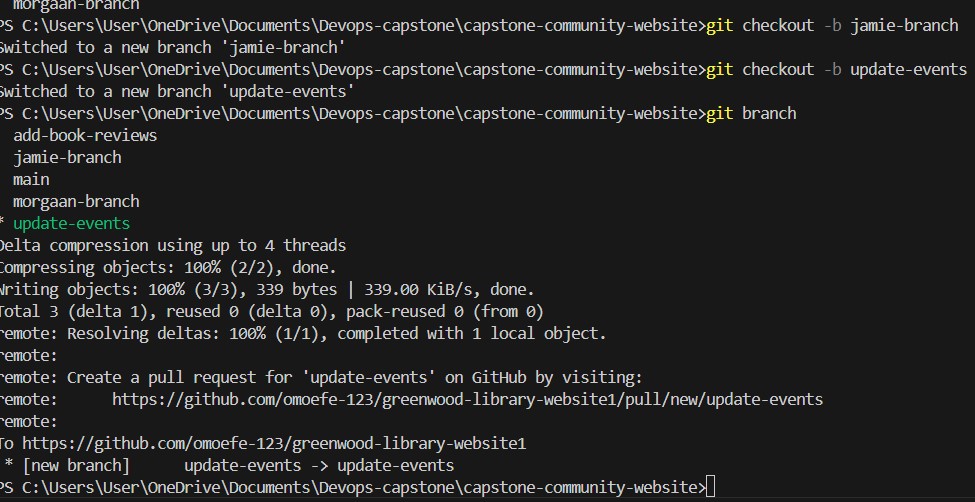 morgaan-branch
PS C:\Users\User\OneDrive\Documents\Devops-capstone\capstone-community-website>git checkout -b jamie-branch
Switched to a new branch 'jamie-branch'
PS C:\Users\User\OneDrive\Documents\Devops-capstone\capstone-community-website>git checkout -b update-events
Switched to a new branch 'update-events'
PS C:\Users\User\OneDrive\Documents\Devops-capstone\capstone-community-website>git branch
  add-book-reviews
  jamie-branch
  main
  morgaan-branch
* update-events
Delta compression using up to 4 threads
Compressing objects: 100% (2/2), done.
Writing objects: 100% (3/3), 339 bytes | 339.00 KiB/s, done.
Total 3 (delta 1), reused 0 (delta 0), pack-reused 0 (from 0)
remote: Resolving deltas: 100% (1/1), completed with 1 local object.
remote:
remote: Create a pull request for 'update-events' on GitHub by visiting:
remote:      https://github.com/omoefe-123/greenwood-library-website1/pull/new/update-events
remote:
To https://github.com/omoefe-123/greenwood-library-website1
 * [new branch]      update-events -> update-events
PS C:\Users\User\OneDrive\Documents\Devops-capstone\capstone-community-website>